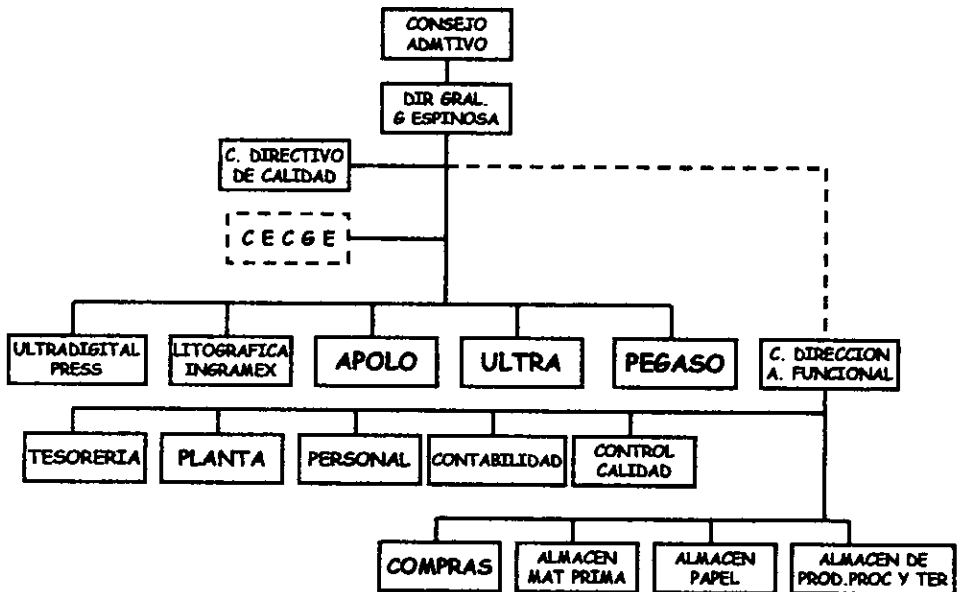 CONSEJO
ADMTIVO
DIR GRAL.
G ESPINOSA
C. DIRECTIVO
DE CALIDAD
C E C G E
ULTRADIGITAL
PRESS
LITOGRAFICA
INGRAMEX
APOLO
ULTRA
PEGASO
C. DIRECCION
A. FUNCIONAL
TESORERIA
PLANTA
PERSONAL
CONTABILIDAD
CONTROL
CALIDAD
COMPRAS
ALMACEN
MAT PRIMA
ALMACEN
PAPEL
ALMACEN DE
PROD.PROC Y TER